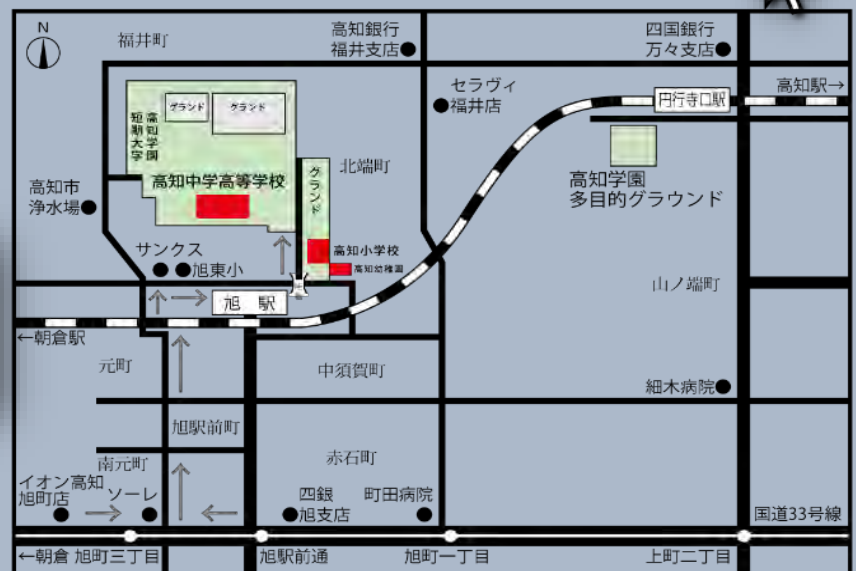 N
福井町
高知銀行
福井支店
四国銀行
万々支店
セラヴィ
福井店
円行寺口駅
高知駅→
グランド
グランド
高知学園
短期大学
高知中学高等学校
グランド
北端町
高知学園
多目的グラウンド
高知市
浄水場
サンクス
旭東小
高知小学校
高知幼稚園
旭 駅
山ノ端町
←朝倉駅
元町
中須賀町
細木病院
旭駅前町
南元町
赤石町
イオン高知
旭町店
ソーレ
四銀
旭支店
町田病院
国道33号線
←朝倉
旭町三丁目
旭駅前通
旭町一丁目
上町二丁目